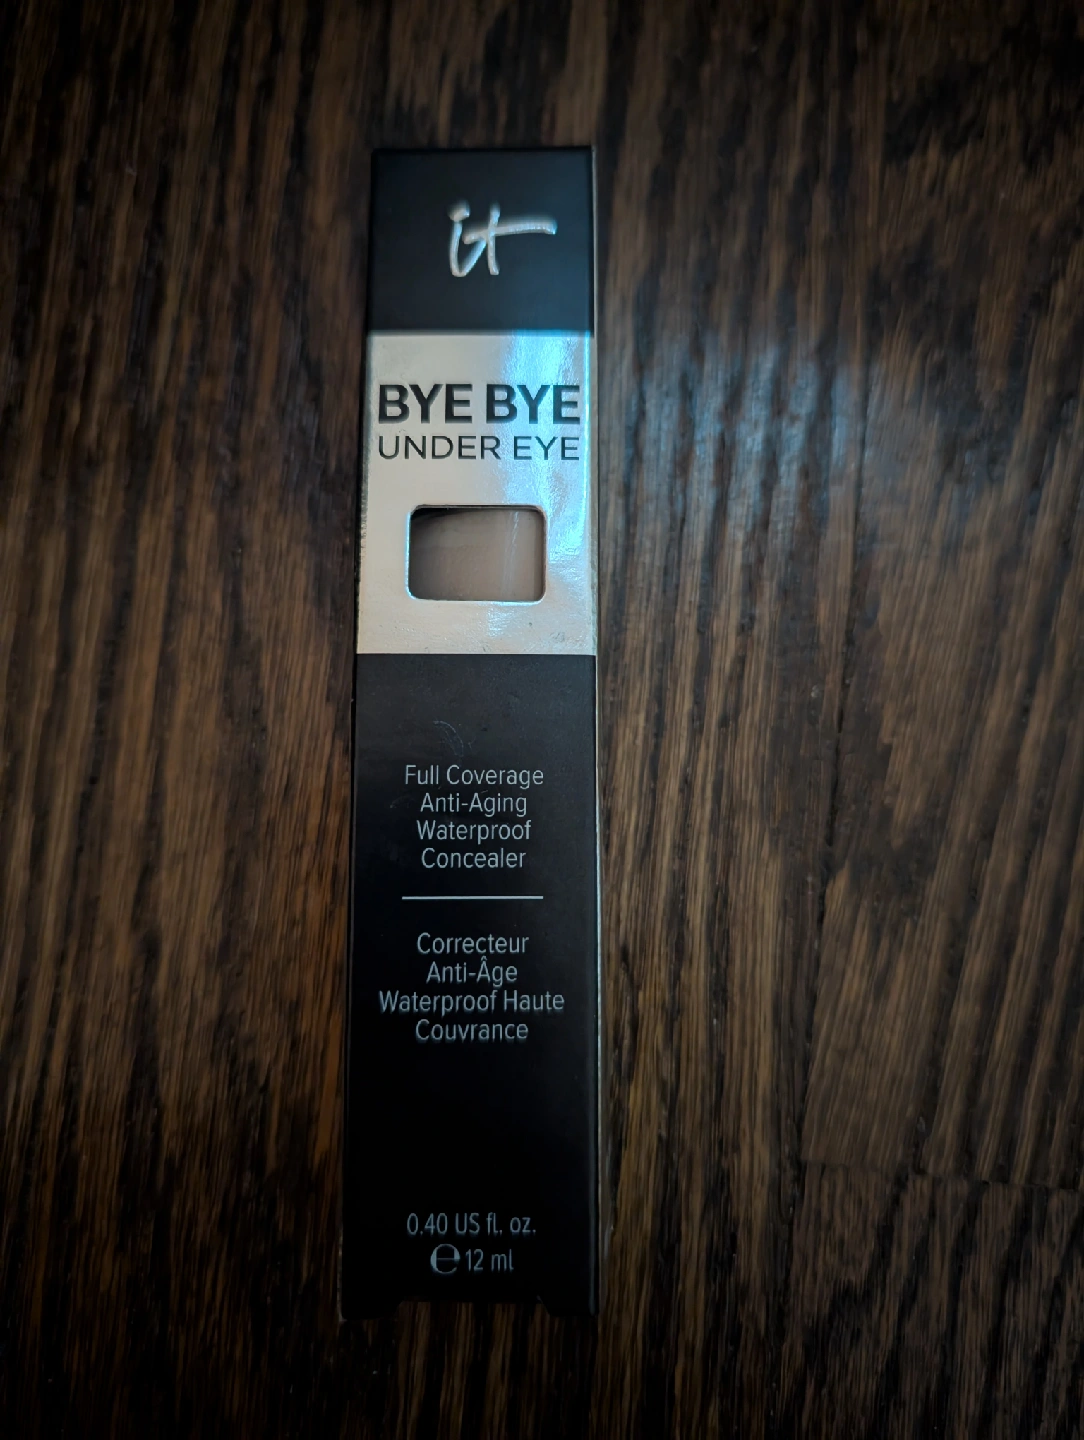 it
BYE BYE
UNDER EYE
Full Coverage
Anti-Aging
Waterproof
Concealer
Correcteur
Anti-Âge
Waterproof Haute
Couvrance
0.40 US fl. oz.
℮ 12 ml